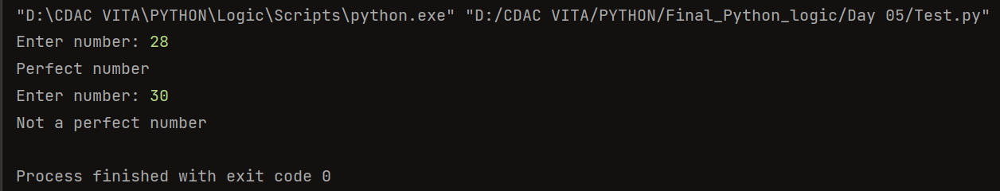 "D:\CDAC VITA\PYTHON\Logic\Scripts\python.exe" "D:/CDAC VITA/PYTHON/Final_Python_logic/Day 05/Test.py"
Enter number: 28
Perfect number
Enter number: 30
Not a perfect number
Process finished with exit code 0